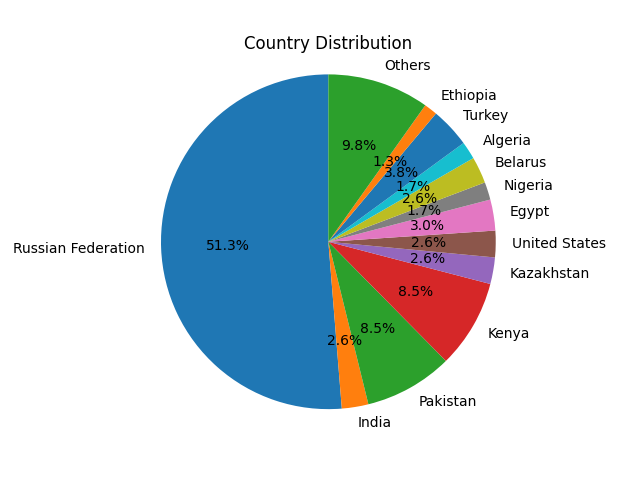 Country Distribution
Others
9.8%
Ethiopia
1.3%
Turkey
3.8%
Algeria
1.7%
Belarus
2.6%
Nigeria
1.7%
Egypt
3.0%
United States
2.6%
Kazakhstan
2.6%
Kenya
8.5%
Pakistan
8.5%
India
2.6%
Russian Federation
51.3%